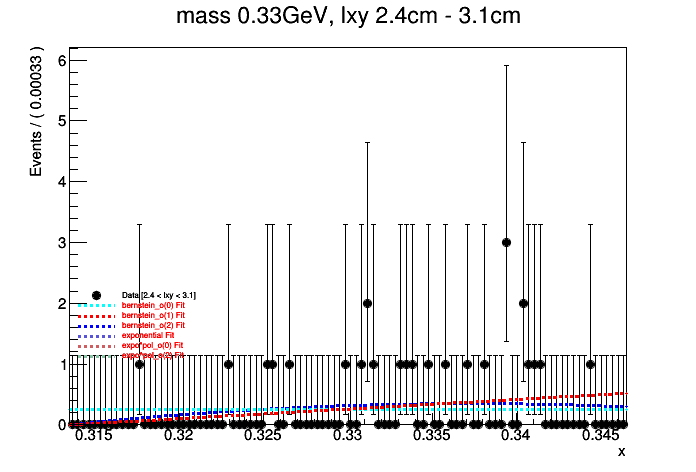 mass 0.33GeV, lxy 2.4cm - 3.1cm
Events / ( 0.00033 )
6
5
4
3
2
1
0
Data [2.4 < lxy < 3.1]
bernstein_o(0) Fit
bernstein_o(1) Fit
bernstein_o(2) Fit
exponential Fit
expo*pol_o(0) Fit
0.315 0.32 0.325 0.33 0.335 0.34 0.345
x